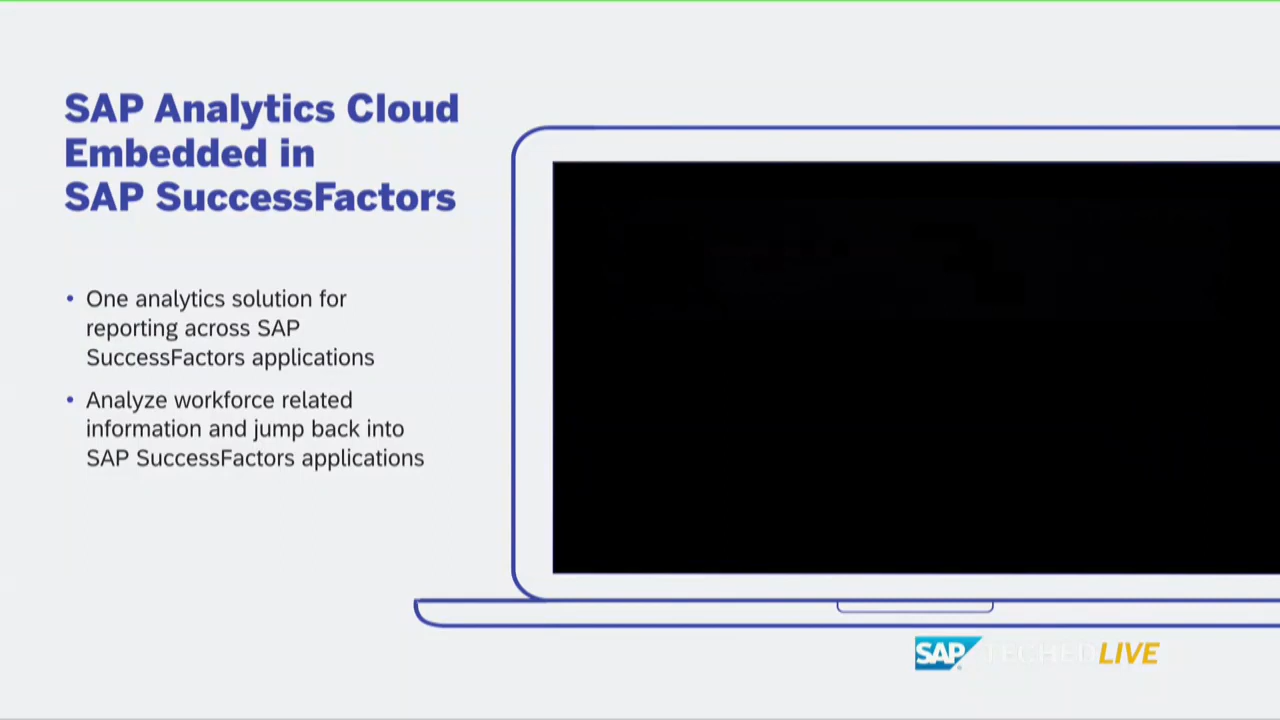 SAP Analytics Cloud
Embedded in
SAP SuccessFactors
• One analytics solution for
reporting across SAP
SuccessFactors applications
• Analyze workforce related
information and jump back into
SAP SuccessFactors applications
SAP TECHED LIVE